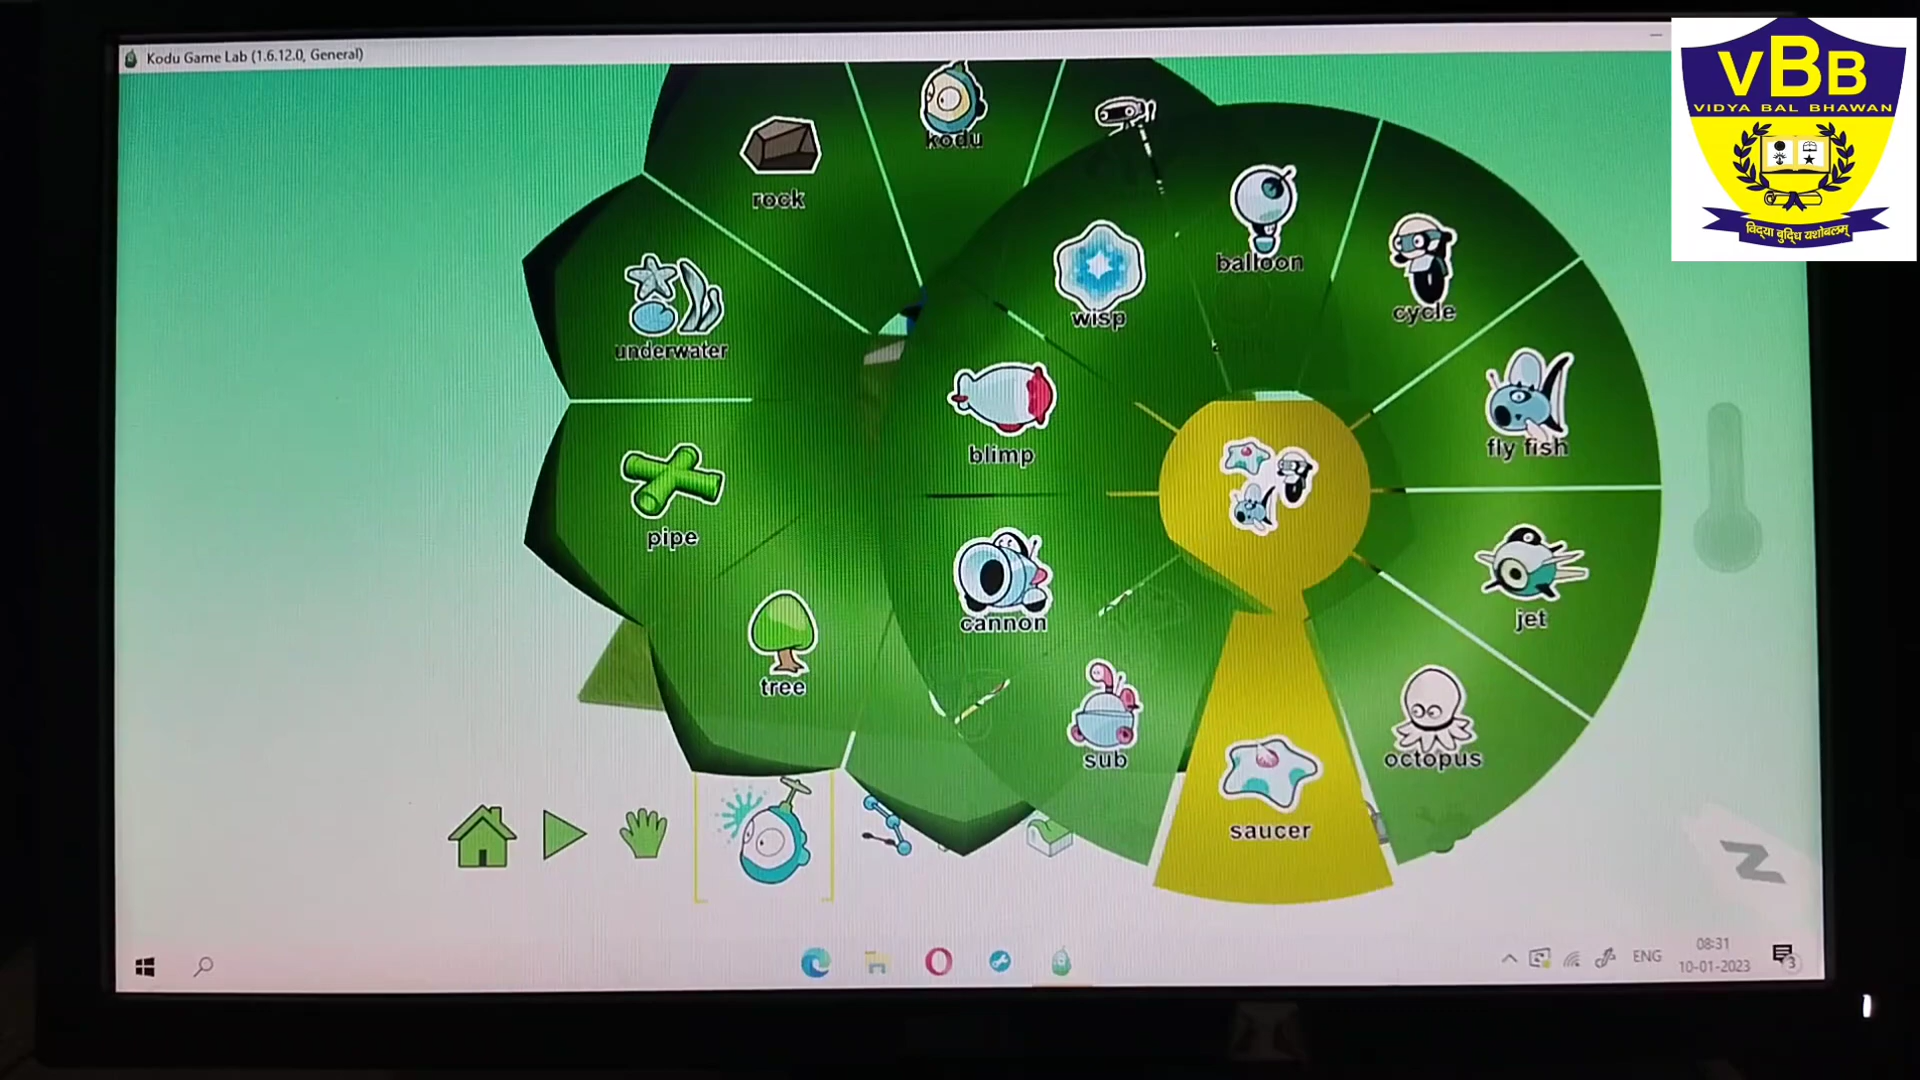 Kodu Game Lab (1.6.12.0, General)
VBB
VIDYA BAL BHAWAN
विद्या बुद्धि यशोबलम्
kodu
rock
balloon
wisp
cycle
underwater
blimp
fly fish
pipe
cannon
jet
tree
sub
octopus
saucer
ENG
08:31
10-01-2023
3